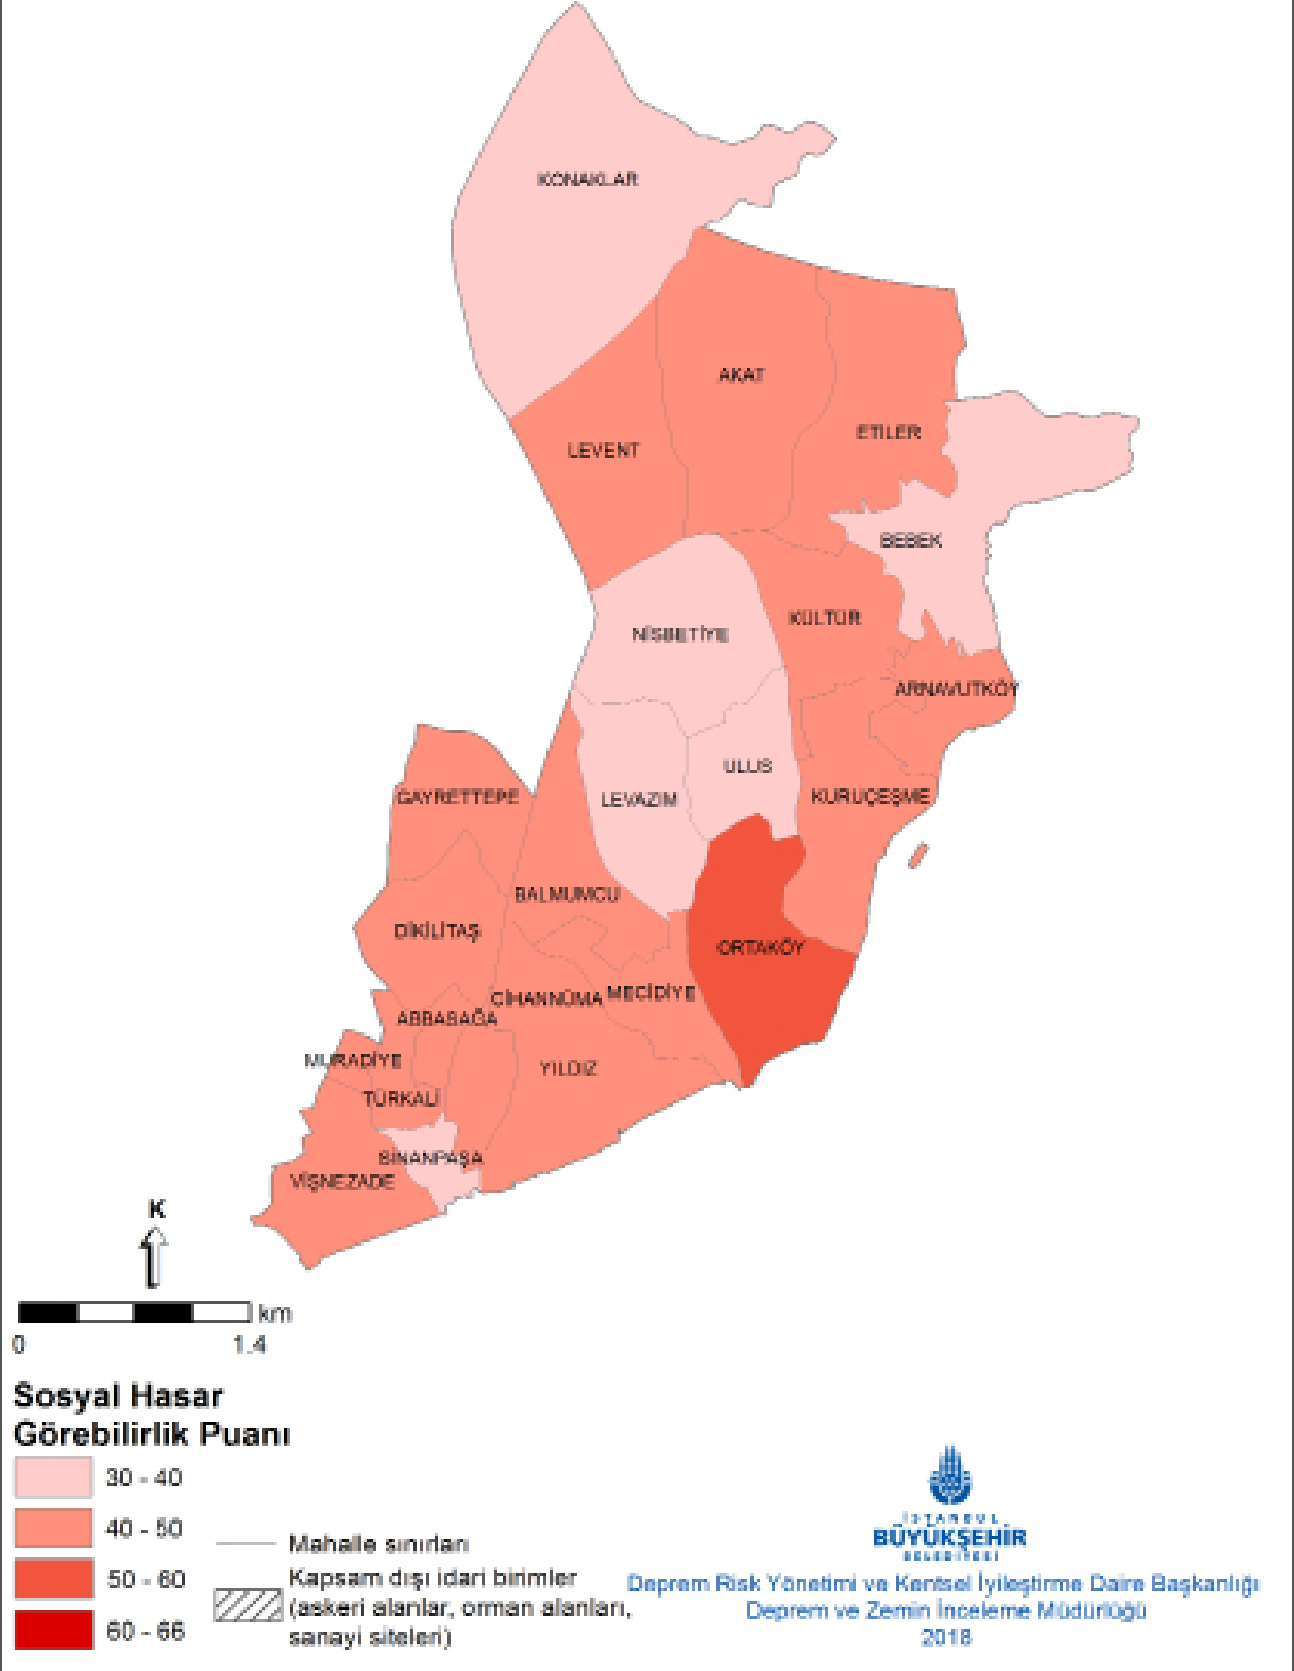 KONAKLAR
AKAT
ETİLER
LEVENT
BEBEK
KÜLTÜR
NİSBETİYE
ARNAVUTKÖY
ULUS
KURUÇEŞME
LEVAZIM
GAYRETTEPE
BALMUMCU
DİKİLİTAŞ
ORTAKÖY
MECİDİYE
CİHANNÜMA
ABBASAĞA
MURADİYE
YILDIZ
TÜRKALİ
SİNANPAŞA
VİŞNEZADE
K
km
0 1.4
Sosyal Hasar
Görebilirlik Puanı
30 - 40
40 - 50
50 - 60
60 - 66
Mahalle sınırları
Kapsam dışı idari birimler
(askeri alanlar, orman alanları,
sanayi siteleri)
İSTANBUL
BÜYÜKŞEHİR
BELEDİYESİ
Deprem Risk Yönetimi ve Kentsel İyileştirme Daire Başkanlığı
Deprem ve Zemin İnceleme Müdürlüğü
2018